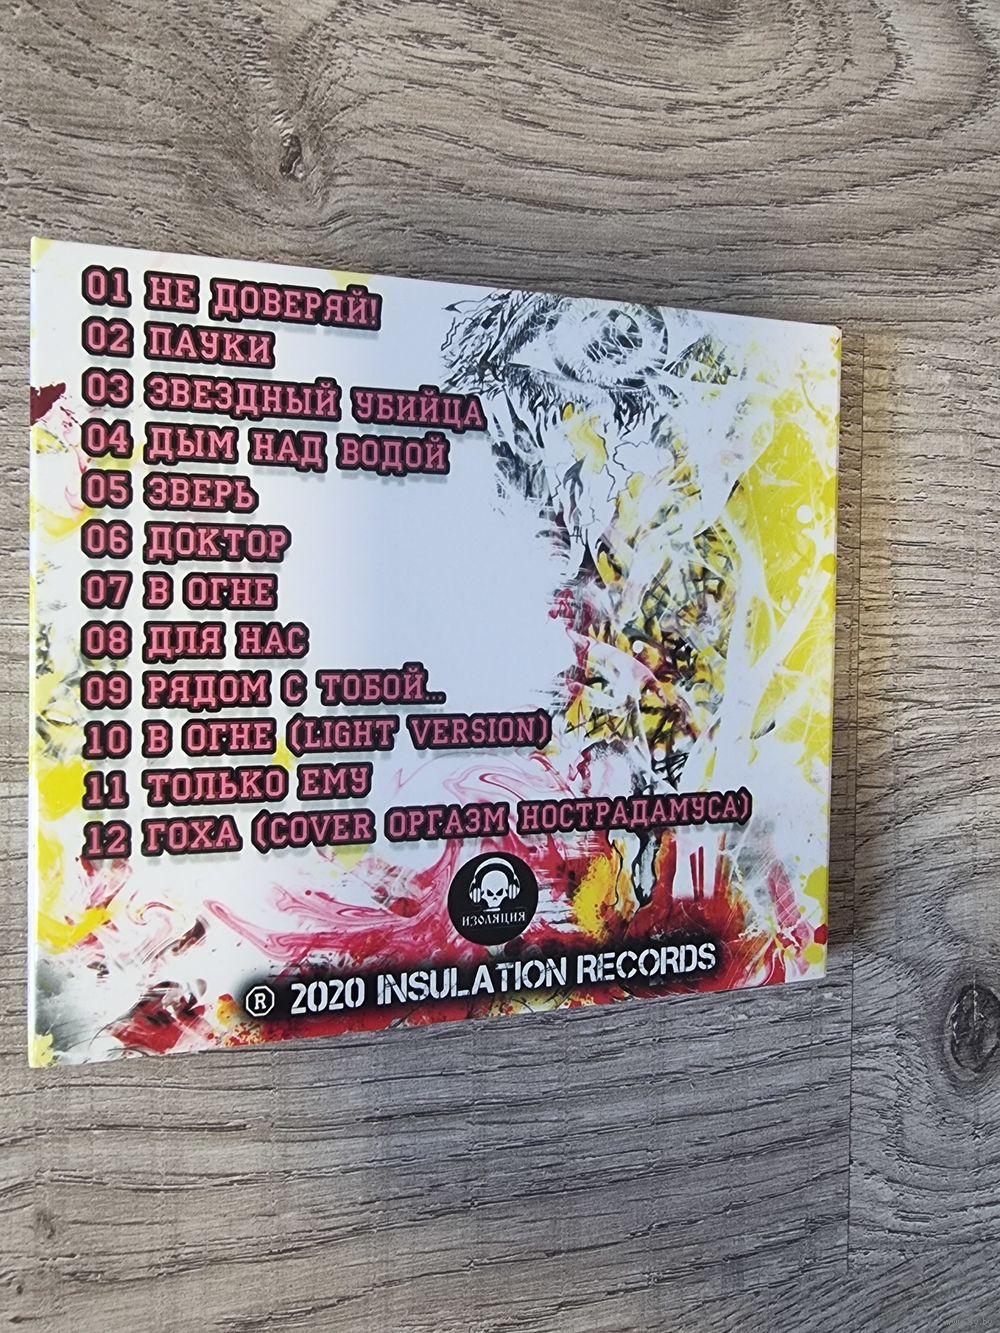 01 НЕ ДОВЕРЯЙ!
02 ПАУКИ
03 ЗВЕЗДНЫЙ УБИЙЦА
04 ДЫМ НАД ВОДОЙ
05 ЗВЕРЬ
06 ДОКТОР
07 В ОГНЕ
08 ДЛЯ НАС
09 РЯДОМ С ТОБОЙ...
10 В ОГНЕ (LIGHT VERSION)
11 ТОЛЬКО ЕМУ
12 ГОХА (COVER ОРГАЗМ НОСТРАДАМУСА)
ИЗОЛЯЦИЯ
® 2020 INSULATION RECORDS